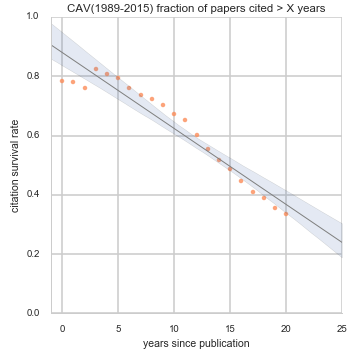 CAV(1989-2015) fraction of papers cited > X years
1.0
0.8
0.6
0.4
0.2
0.0
citation survival rate
0 5 10 15 20 25
years since publication